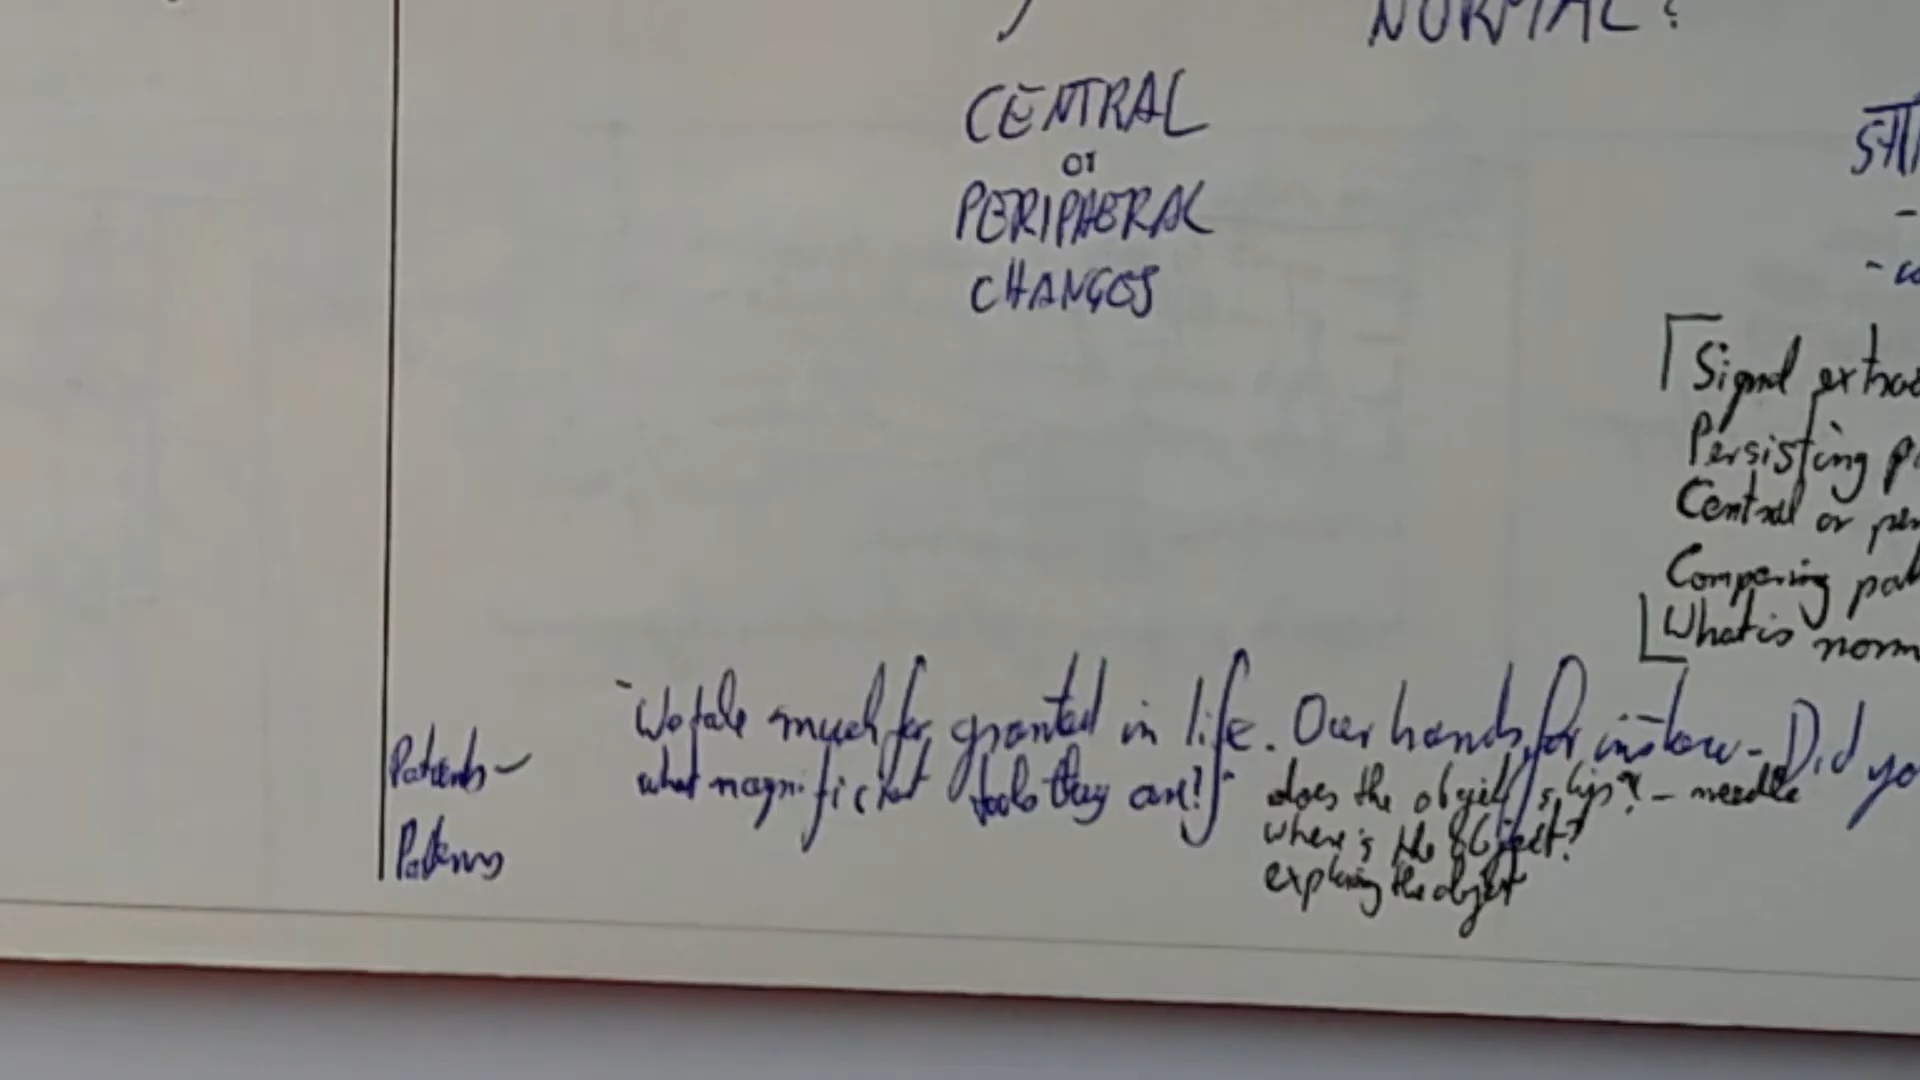 NORMAL?
CENTRAL
or
PERIPHERAL
CHANGES
Signal
Persisting
Central or
Comparing
What is
- We take much for granted in life. Our hands, for instance - Did
what magnificent tools they are!
does the object slips? - needle
where's the object?
exploring the object
Patients -
Patterns